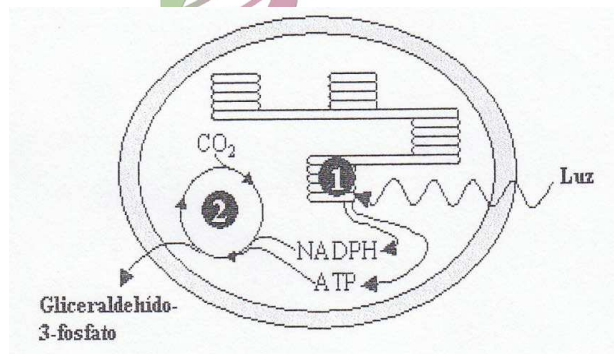 CO₂
1
Luz
2
NADPH
ATP
Gliceraldehído-
3-fosfato